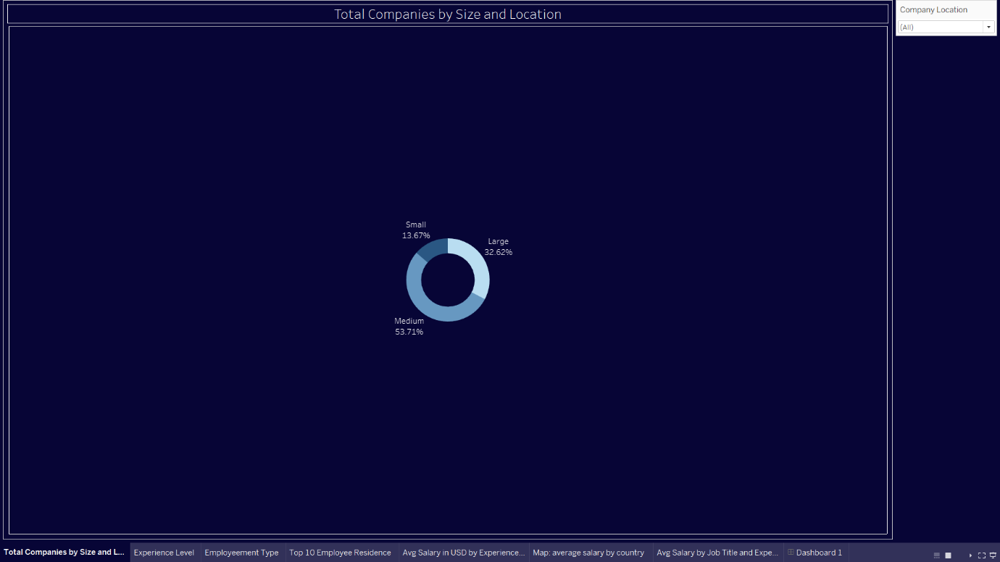 Total Companies by Size and Location
Company Location
(All)
Small
13.67%
Large
32.62%
Medium
53.71%
Total Companies by Size and L...
Experience Level
Employeement Type
Top 10 Employee Residence
Avg Salary in USD by Experience...
Map: average salary by country
Avg Salary by Job Title and Expe...
Dashboard 1